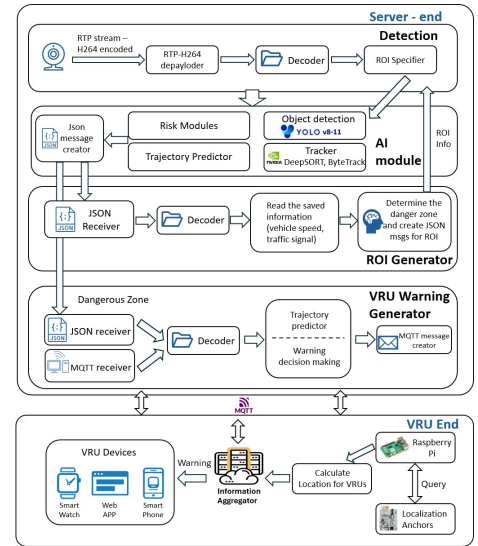 Server - end
Detection
RTP stream –
H264 encoded
RTP-H264
depayloder
Decoder
ROI Specifier
Json
message
creator
{:}
JSON
Risk Modules
Trajectory Predictor
Object detection
YOLO v8-11
Tracker
NVIDIA
DeepSORT, ByteTrack
AI
module
ROI
Info
{:}
JSON
JSON
Receiver
Decoder
Read the saved
information
(vehicle speed,
traffic signal)
Determine the
danger zone
and create JSON
msgs for ROI
ROI Generator
Dangerous Zone
VRU Warning
Generator
{:}
JSON
JSON receiver
MQTT receiver
Decoder
Trajectory
predictor
Warning
decision making
MQTT message
creator
MQTT
VRU End
VRU Devices
Smart
Watch
Web
APP
Smart
Phone
Warning
Information
Aggregator
Calculate
Location for VRUs
Raspberry
Pi
Query
Localization
Anchors